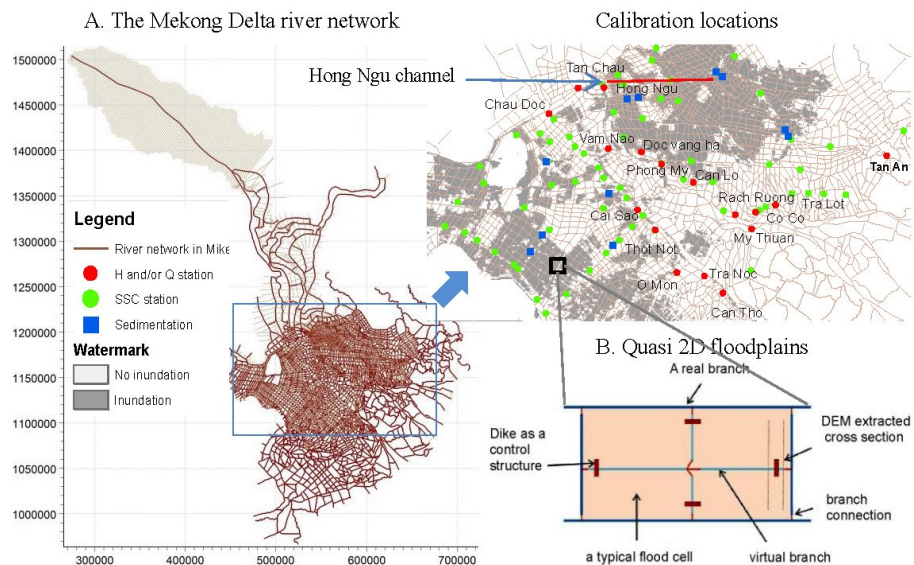 A. The Mekong Delta river network
Calibration locations
1500000
1450000
1400000
1350000
1300000
1250000
1200000
1150000
1100000
1050000
1000000
300000
400000
500000
600000
700000
Legend
River network in Mike
H and/or Q station
SSC station
Sedimentation
Watermark
No inundation
Inundation
Hong Ngu channel
Tan Chau
Hong Ngu
Chau Doc
Vam Nao
Doc vang ha
Phong My
Can Lo
Tan An
Rach Ruong
Tra Lot
Co Co
Cai Sao
My Thuan
Thot Not
O Mon
Tra Noc
Can Tho
B. Quasi 2D floodplains
A real branch
Dike as a
control
structure
DEM extracted
cross section
branch
connection
a typical flood cell
virtual branch